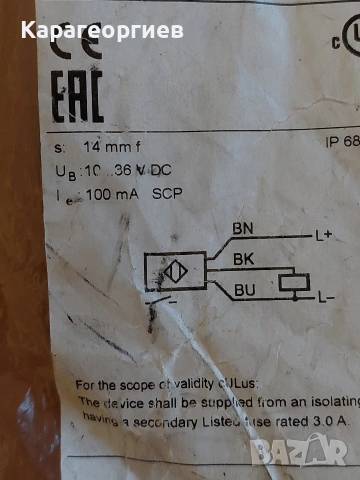 Карагеоргиев
CE
c U
EAC
s: 14 mm f IP 68
UB: 10...36 V DC
Ie: 100 mA SCP
BN
L+
BK
BU
L–
For the scope of validity cULus:
The device shall be supplied from an isolating
having a secondary Listed fuse rated 3.0 A.
BAZAR